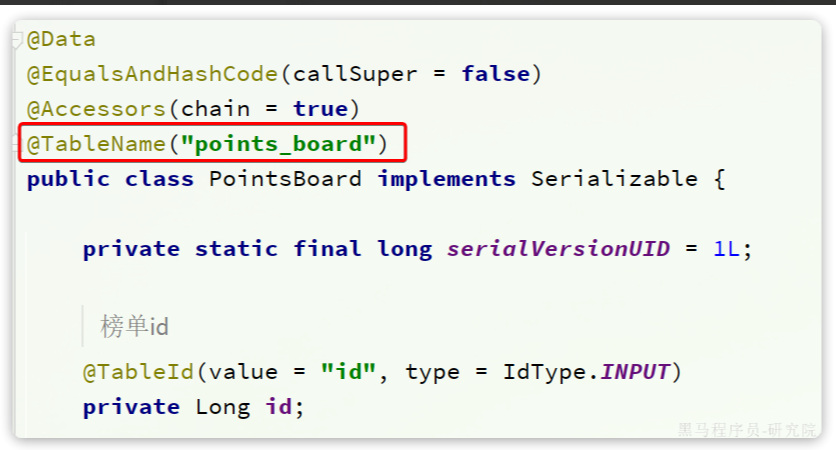 @Data
@EqualsAndHashCode(callSuper = false)
@Accessors(chain = true)
@TableName("points_board")
public class PointsBoard implements Serializable {
private static final long serialVersionUID = 1L;
榜单id
@TableId(value = "id", type = IdType.INPUT)
private Long id;
黑马程序员-研究院